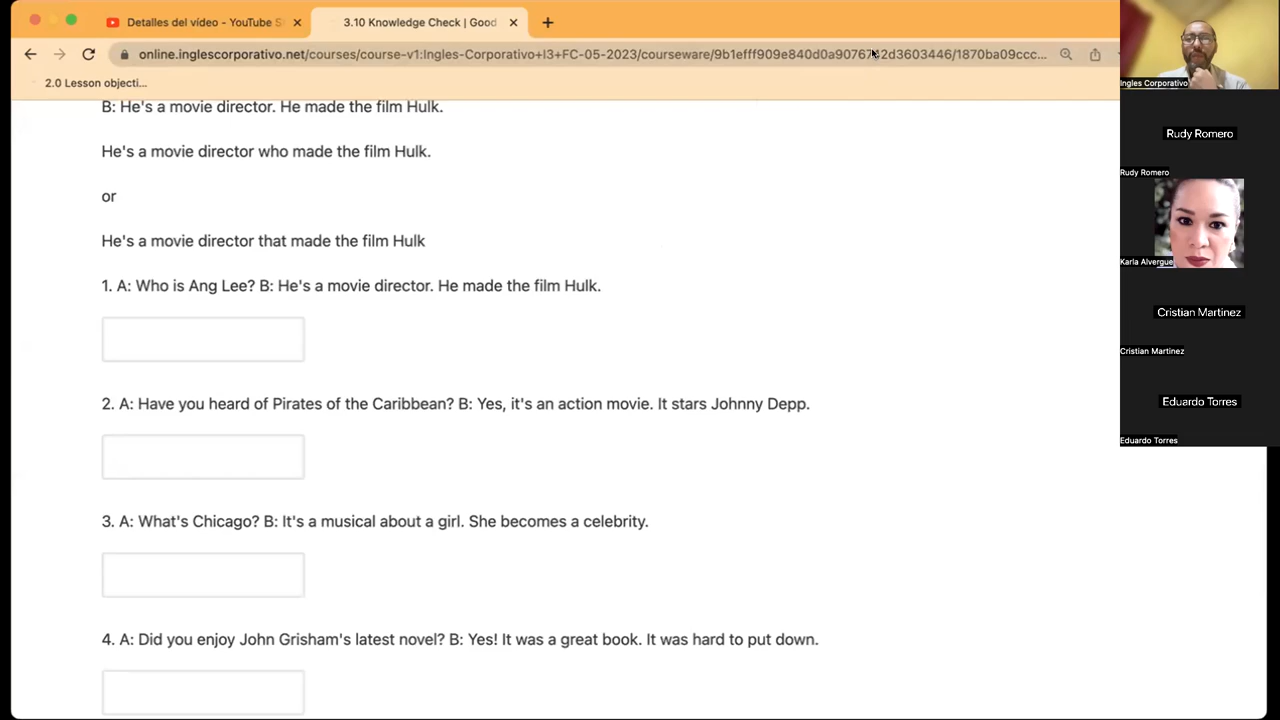 Detalles del vídeo - YouTube S
3.10 Knowledge Check | Good
online.inglescorporativo.net/courses/course-v1:Ingles-Corporativo+I3+FC-05-2023/courseware/
2.0 Lesson objecti...
B: He's a movie director. He made the film Hulk.
He's a movie director who made the film Hulk.
or
He's a movie director that made the film Hulk
1. A: Who is Ang Lee? B: He's a movie director. He made the film Hulk.
2. A: Have you heard of Pirates of the Caribbean? B: Yes, it's an action movie. It stars Johnny Depp.
3. A: What's Chicago? B: It's a musical about a girl. She becomes a celebrity.
4. A: Did you enjoy John Grisham's latest novel? B: Yes! It was a great book. It was hard to put down.
Ingles Corporativo
Rudy Romero
Rudy Romero
Karla Alvergue
Cristian Martinez
Cristian Martinez
Eduardo Torres
Eduardo Torres